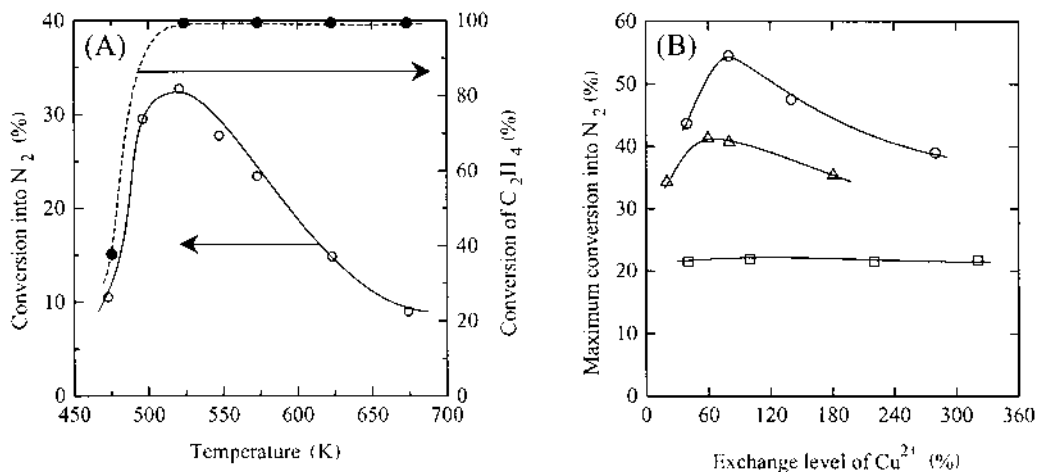 (A)
40
30
20
10
0
Conversion into N2 (%)
100
80
60
40
20
0
Conversion of C2H4 (%)
450 500 550 600 650 700
Temperature (K)
(B)
60
50
40
30
20
10
0
Maximum conversion into N2 (%)
0 60 120 180 240 300 360
Exchange level of Cu2+ (%)